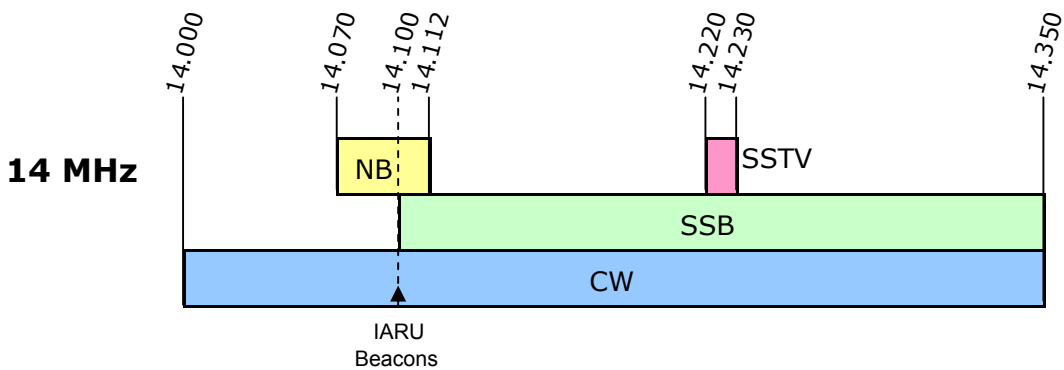 14.000
14.070
14.100
14.112
14.220
14.230
14.350
14 MHz
NB
SSTV
SSB
CW
IARU
Beacons